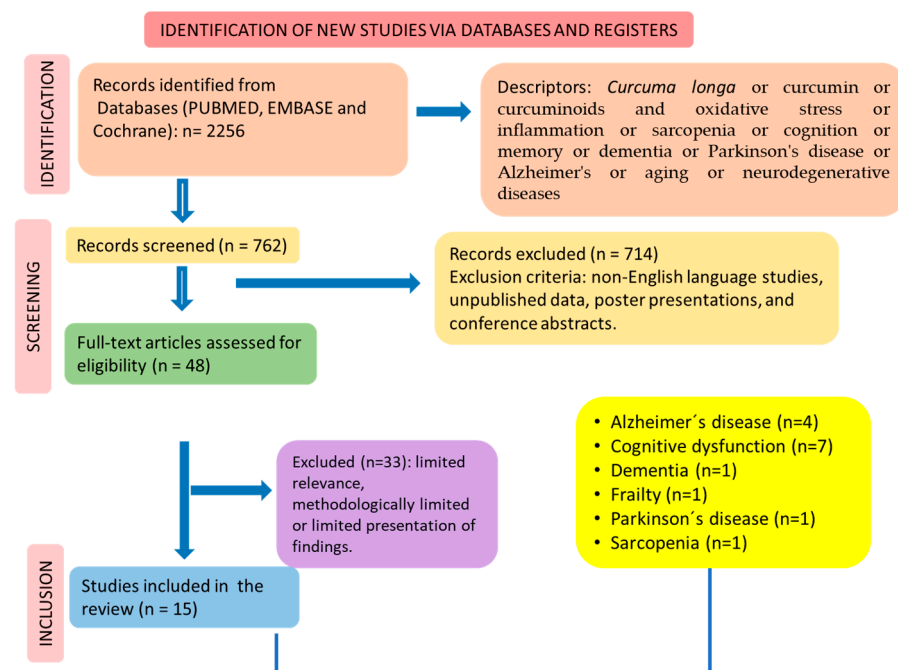 IDENTIFICATION OF NEW STUDIES VIA DATABASES AND REGISTERS
IDENTIFICATION
Records identified from
Databases (PUBMED, EMBASE and
Cochrane): n= 2256
Descriptors: Curcuma longa or curcumin or
curcuminoids and oxidative stress or
inflammation or sarcopenia or cognition or
memory or dementia or Parkinson's disease or
Alzheimer's or aging or neurodegenerative
diseases
SCREENING
Records screened (n = 762)
Records excluded (n = 714)
Exclusion criteria: non-English language studies,
unpublished data, poster presentations, and
conference abstracts.
Full-text articles assessed for
eligibility (n = 48)
Excluded (n=33): limited
relevance,
methodologically limited
or limited presentation of
findings.
• Alzheimer´s disease (n=4)
• Cognitive dysfunction (n=7)
• Dementia (n=1)
• Frailty (n=1)
• Parkinson´s disease (n=1)
• Sarcopenia (n=1)
INCLUSION
Studies included in the
review (n = 15)